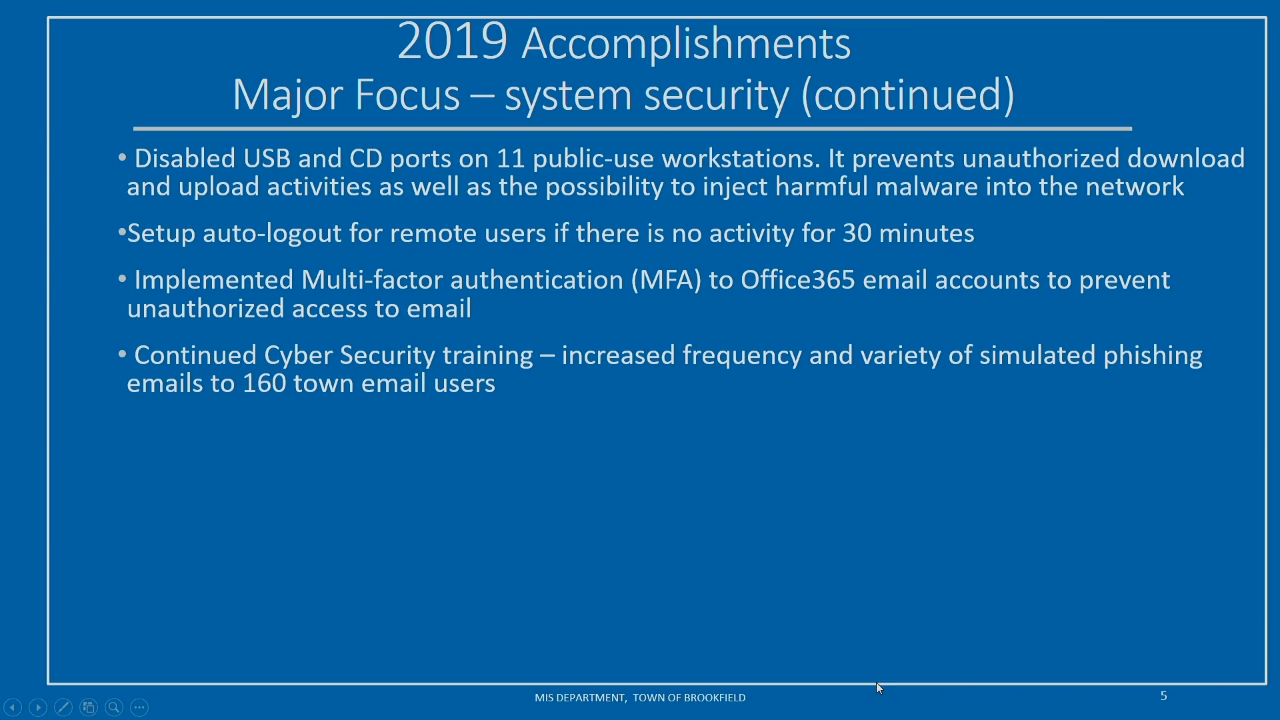 2019 Accomplishments
Major Focus – system security (continued)
• Disabled USB and CD ports on 11 public-use workstations. It prevents unauthorized download
and upload activities as well as the possibility to inject harmful malware into the network
•Setup auto-logout for remote users if there is no activity for 30 minutes
• Implemented Multi-factor authentication (MFA) to Office365 email accounts to prevent
unauthorized access to email
• Continued Cyber Security training – increased frequency and variety of simulated phishing
emails to 160 town email users
MIS DEPARTMENT, TOWN OF BROOKFIELD
5